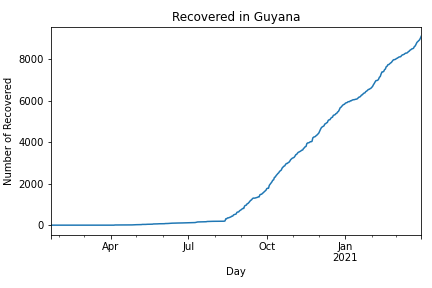 Recovered in Guyana
Number of Recovered
8000
6000
4000
2000
0
Apr
Jul
Oct
Jan
2021
Day